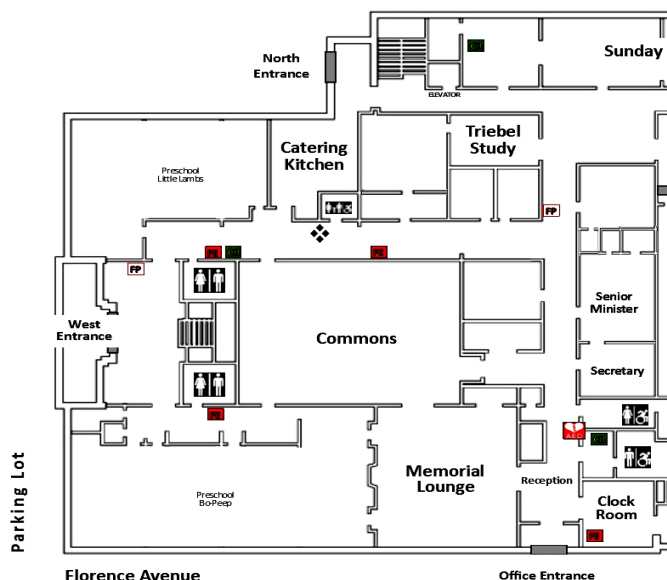 Sunday
North
Entrance
ELEVATOR
Catering
Kitchen
Triebel
Study
Preschool
Little Lambs
FP
FE
FE
FP
West
Entrance
Commons
Senior
Minister
Secretary
FE
AED
Memorial
Lounge
Reception
Preschool
Bo-Peep
Clock
Room
FE
Parking Lot
Florence Avenue
Office Entrance